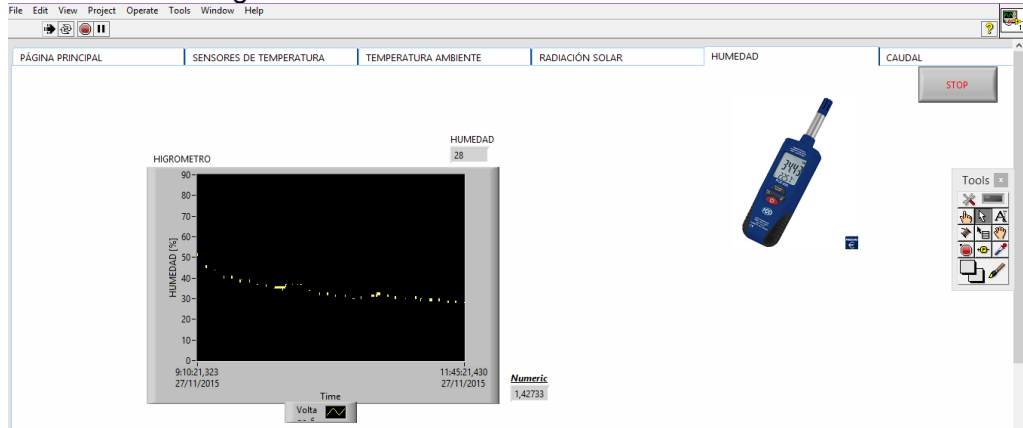 File Edit View Project Operate Tools Window Help
PÁGINA PRINCIPAL SENSORES DE TEMPERATURA TEMPERATURA AMBIENTE RADIACIÓN SOLAR HUMEDAD CAUDAL
STOP
HUMEDAD
28
HIGROMETRO
90
80
70
60
50
40
30
20
10
0
HUMEDAD [%]
9:10:21,323
27/11/2015
11:45:21,430
27/11/2015
Time
Volta
Numeric
1,42733
Tools